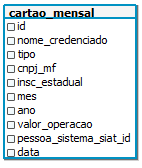 cartao_mensal
id
nome_credenciado
tipo
cnpj_mf
insc_estadual
mes
ano
valor_operacao
pessoa_sistema_siat_id
data